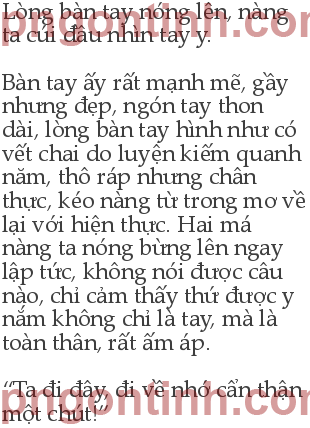 Lòng bàn tay nóng lên, nàng
ta cúi đầu nhìn tay y.
Bàn tay ấy rất mạnh mẽ, gầy
nhưng đẹp, ngón tay thon
dài, lòng bàn tay hình như có
vết chai do luyện kiếm quanh
năm, thô ráp nhưng chân
thực, kéo nàng từ trong mơ về
lại với hiện thực. Hai má
nàng ta nóng bừng lên ngay
lập tức, không nói được câu
nào, chỉ cảm thấy thứ được y
nắm không chỉ là tay, mà là
toàn thân, rất ấm áp.
“Ta đi đây, đi về nhớ cẩn thận
một chút!”
pngontinh.com
pngontinh.com